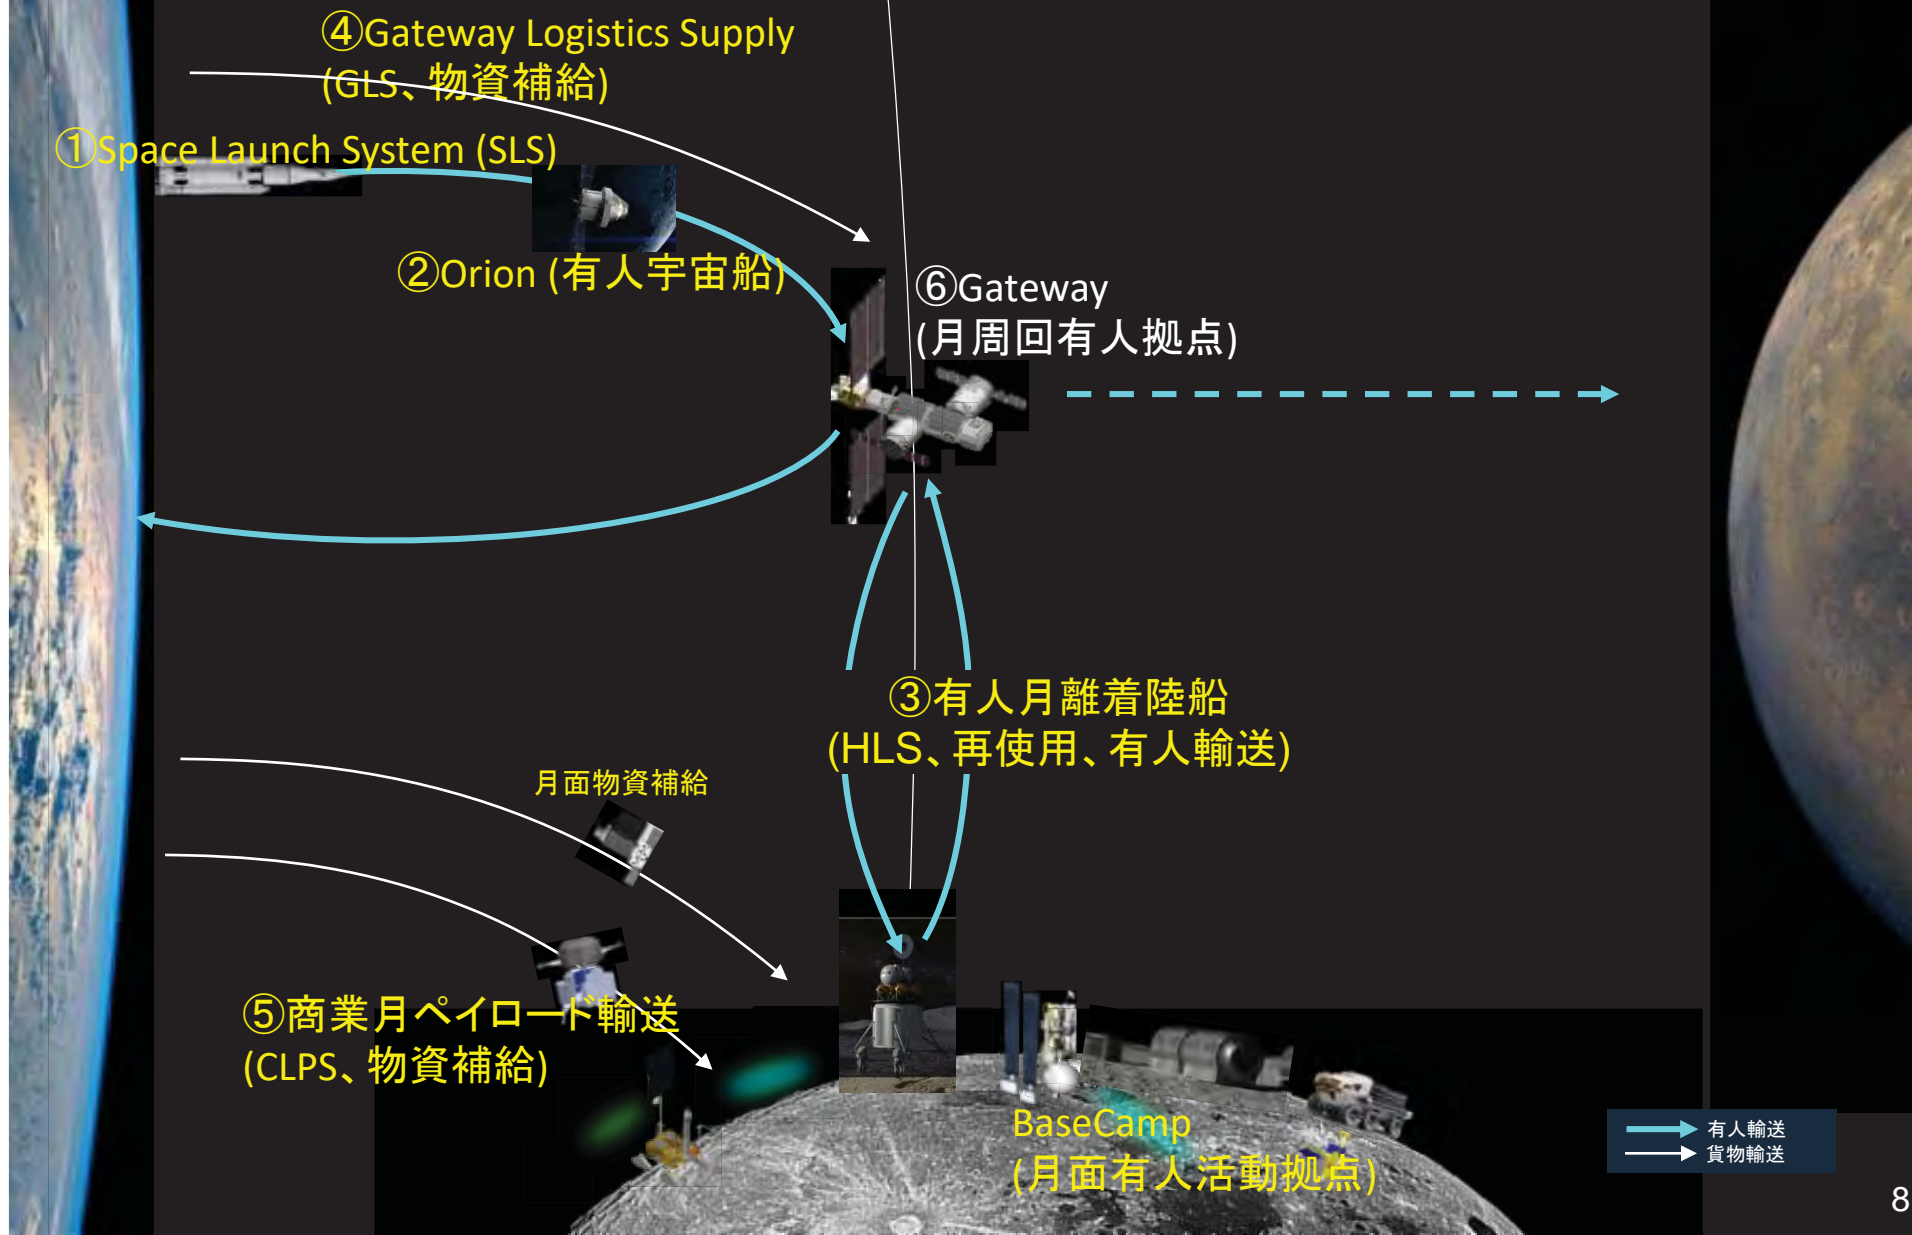 ④Gateway Logistics Supply
(GLS、物資補給)
①Space Launch System (SLS)
②Orion (有人宇宙船)
⑥Gateway
(月周回有人拠点)
③有人月離着陸船
(HLS、再使用、有人輸送)
月面物資補給
⑤商業月ペイロード輸送
(CLPS、物資補給)
BaseCamp
(月面有人活動拠点)
有人輸送
貨物輸送
8